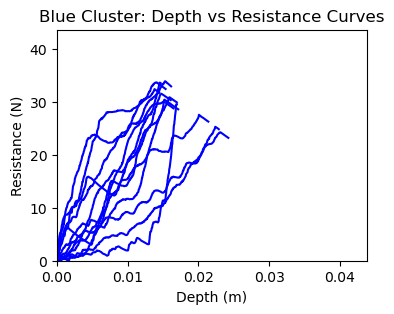 Blue Cluster: Depth vs Resistance Curves
Resistance (N)
40
30
20
10
0
0.00 0.01 0.02 0.03 0.04
Depth (m)